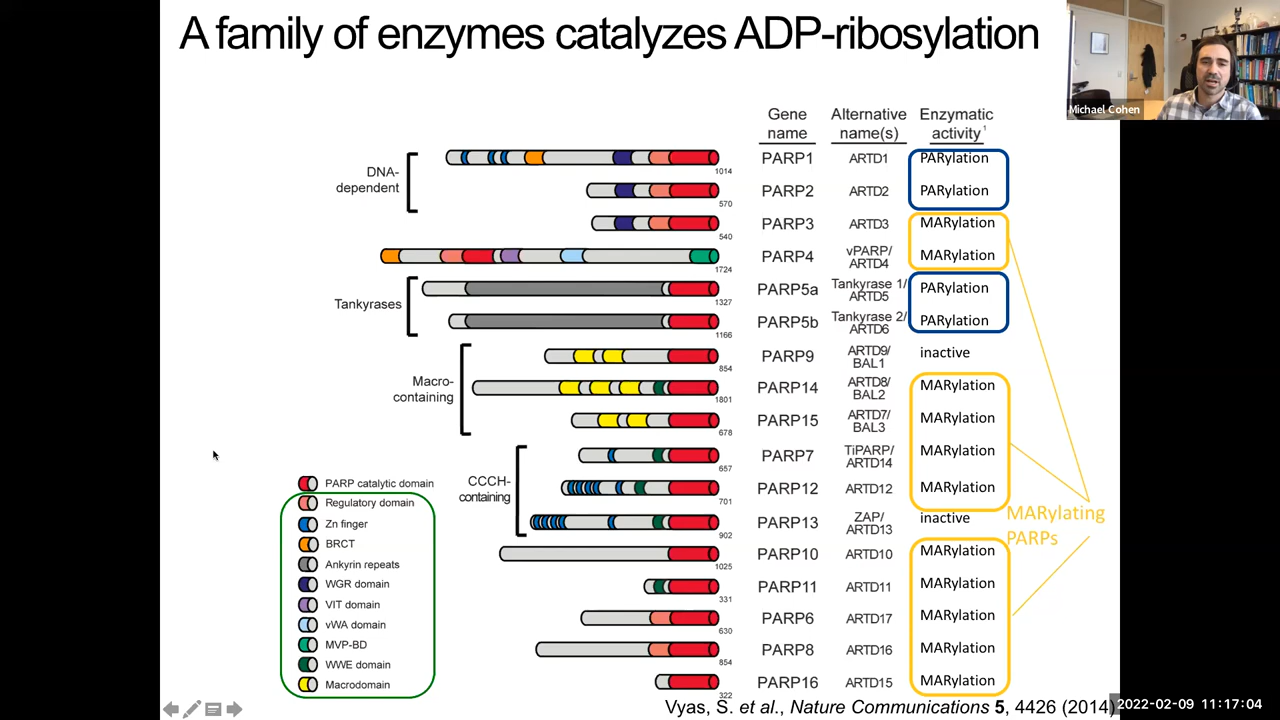 A family of enzymes catalyzes ADP-ribosylation
Michael Cohen
Gene name
Alternative name(s)
Enzymatic activity¹
DNA-dependent
1014
PARP1 ARTD1 PARylation
570
PARP2 ARTD2 PARylation
540
PARP3 ARTD3 MARylation
1724
PARP4 vPARP/ ARTD4 MARylation
Tankyrases
1327
PARP5a Tankyrase 1/ ARTD5 PARylation
1166
PARP5b Tankyrase 2/ ARTD6 PARylation
Macro-containing
854
PARP9 ARTD9/ BAL1 inactive
1801
PARP14 ARTD8/ BAL2 MARylation
678
PARP15 ARTD7/ BAL3 MARylation
CCCH-containing
657
PARP7 TiPARP/ ARTD14 MARylation
701
PARP12 ARTD12 MARylation
902
PARP13 ZAP/ ARTD13 inactive
1025
PARP10 ARTD10 MARylation
331
PARP11 ARTD11 MARylation
630
PARP6 ARTD17 MARylation
854
PARP8 ARTD16 MARylation
322
PARP16 ARTD15 MARylation
MARylating
PARPs
PARP catalytic domain
Regulatory domain
Zn finger
BRCT
Ankyrin repeats
WGR domain
VIT domain
vWA domain
MVP-BD
WWE domain
Macrodomain
Vyas, S. et al., Nature Communications 5, 4426 (2014)
2022-02-09 11:17:04